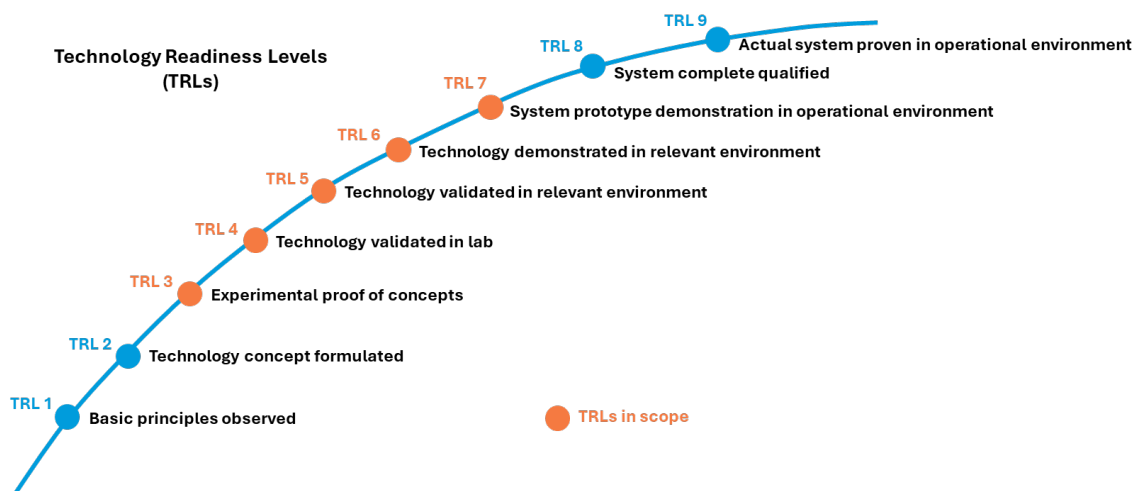 Technology Readiness Levels
(TRLs)
TRL 9
Actual system proven in operational environment
TRL 8
System complete qualified
TRL 7
System prototype demonstration in operational environment
TRL 6
Technology demonstrated in relevant environment
TRL 5
Technology validated in relevant environment
TRL 4
Technology validated in lab
TRL 3
Experimental proof of concepts
TRL 2
Technology concept formulated
TRL 1
Basic principles observed
TRLs in scope